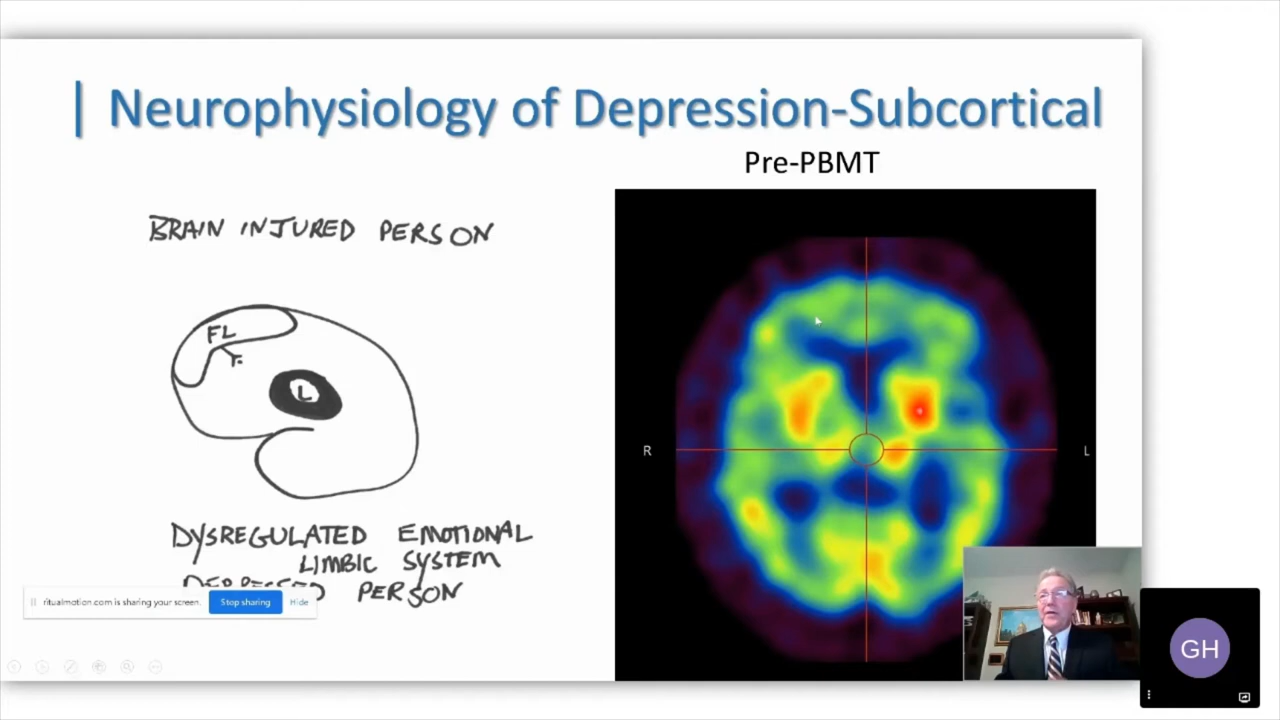 Neurophysiology of Depression-Subcortical
Pre-PBMT
BRAIN INJURED PERSON
FL
L
R
L
DYSREGULATED EMOTIONAL
LIMBIC SYSTEM
DEPRESSED PERSON
ritualmotion.com is sharing your screen.
Stop sharing
Hide
GH